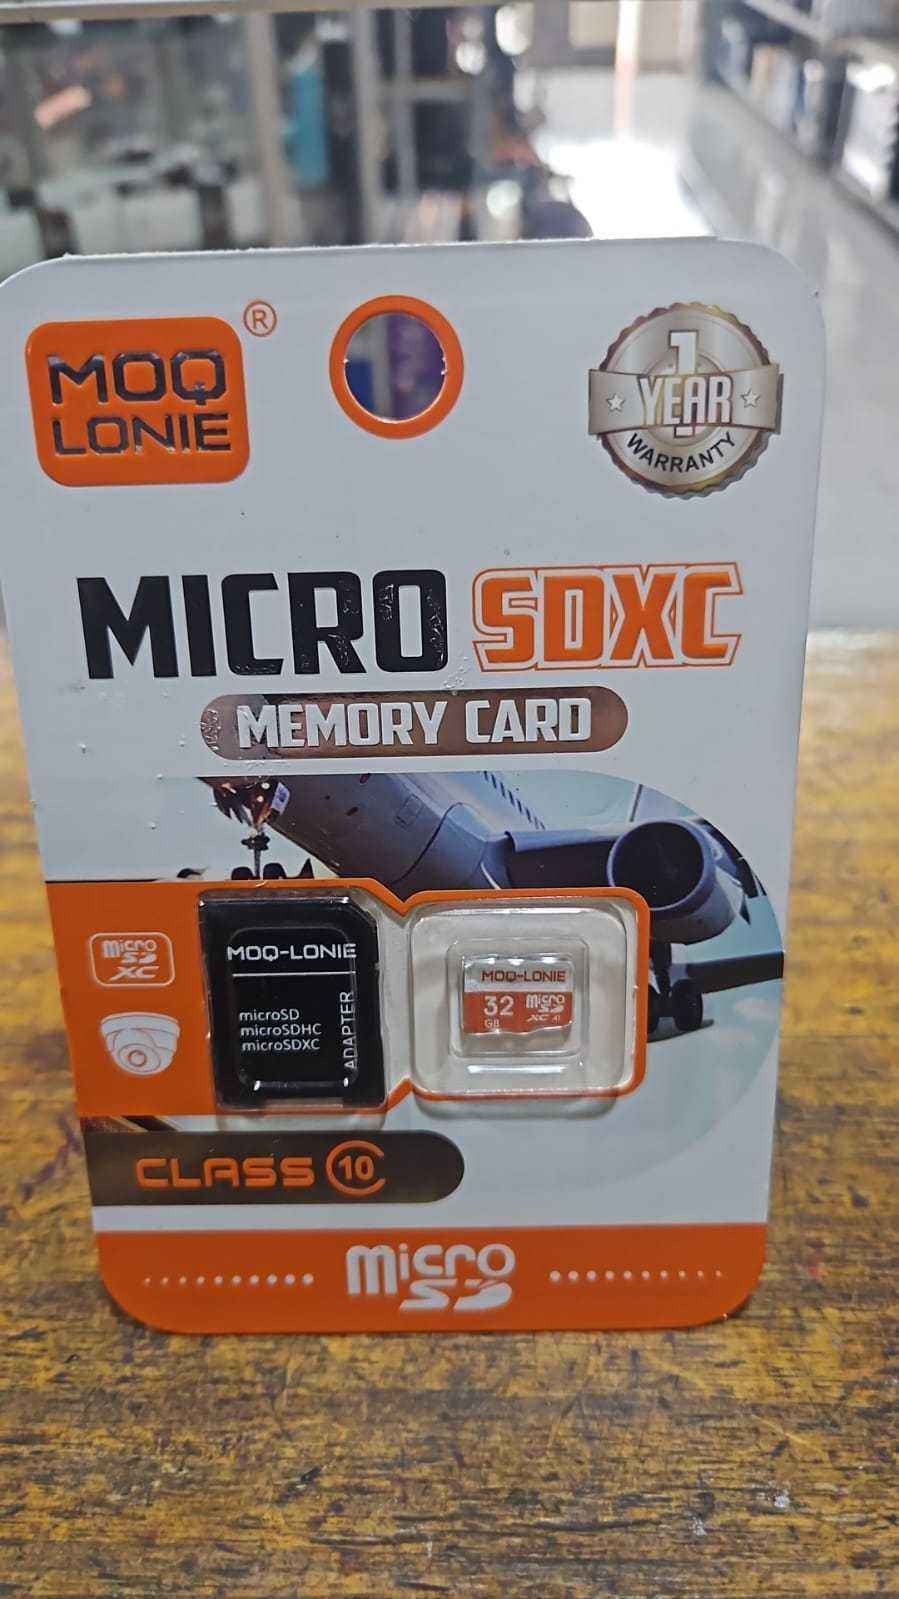 MOQ
LONIE
®
1
YEAR
WARRANTY
MICRO SDXC
MEMORY CARD
micro
SD
XC
MOQ-LONIE
microSD
microSDHC
microSDXC
ADAPTER
MOQ-LONIE
32
GB
micro
SD
XC A1
CLASS 10
micro
SD